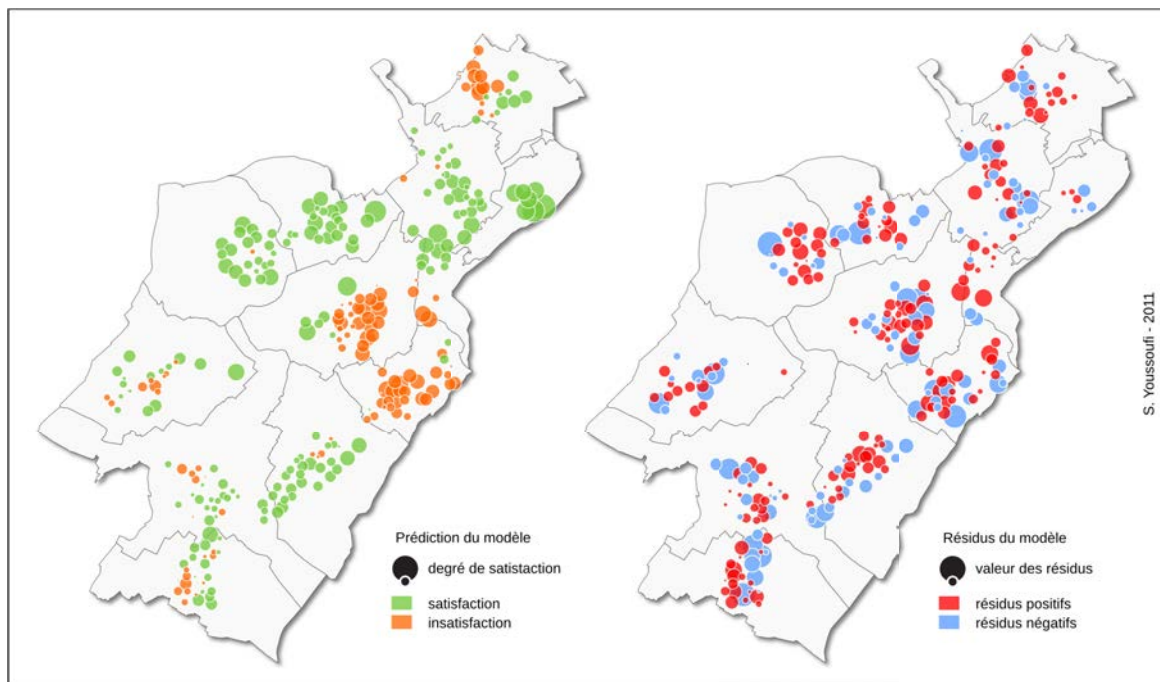 Prédiction du modèle
degré de satistaction
satisfaction
insatisfaction
Résidus du modèle
valeur des résidus
résidus positifs
résidus négatifs
S. Youssoufi - 2011